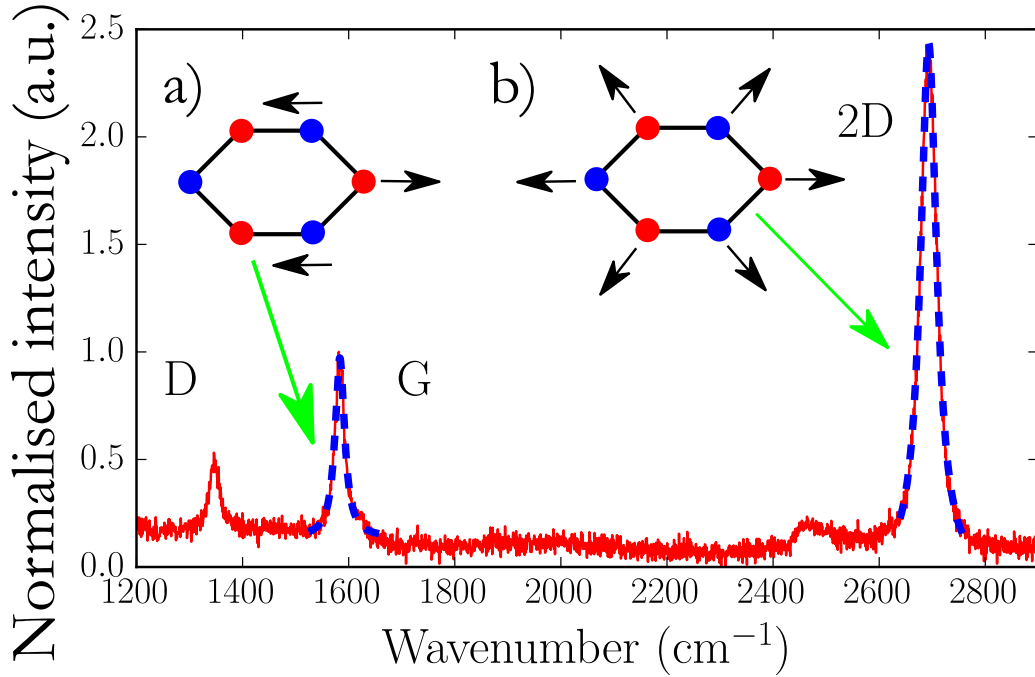 Normalised intensity (a.u.)
2.5
2.0
1.5
1.0
0.5
0.0
a)
b)
2D
D
G
1200 1400 1600 1800 2000 2200 2400 2600 2800
Wavenumber (cm⁻¹)